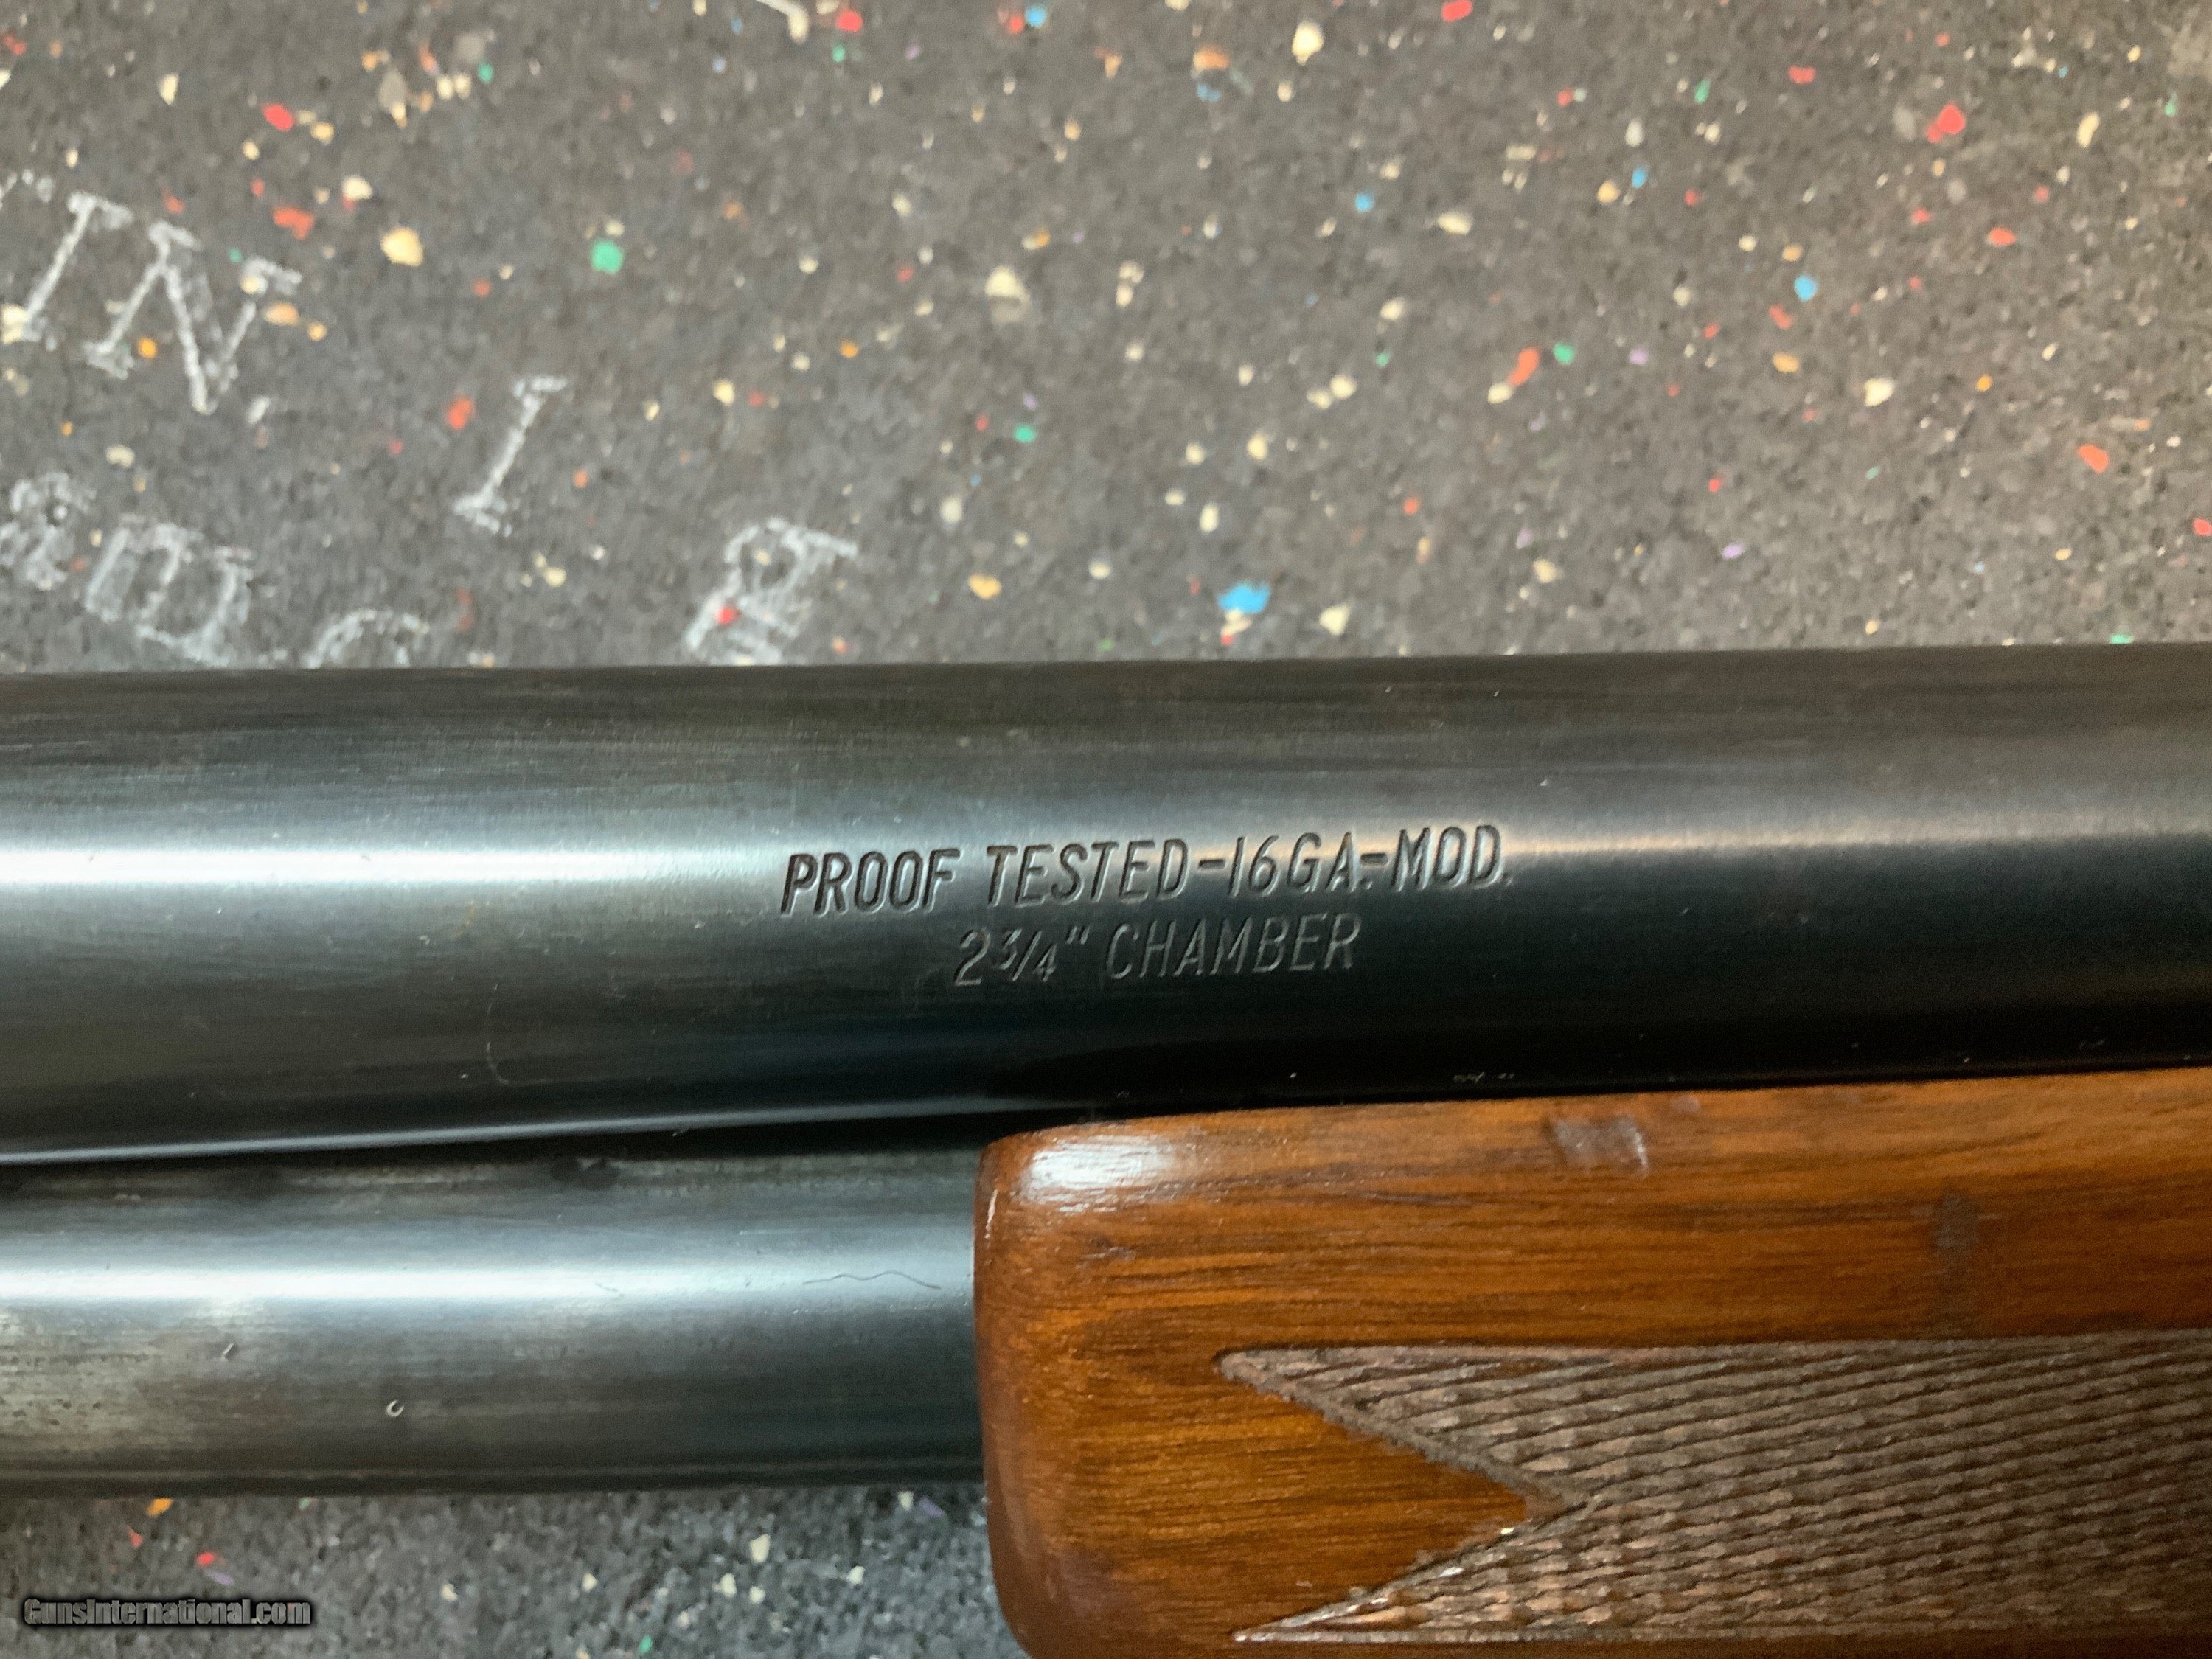 PROOF TESTED-16GA.-MOD.
2 3/4" CHAMBER
GunsInternational.com